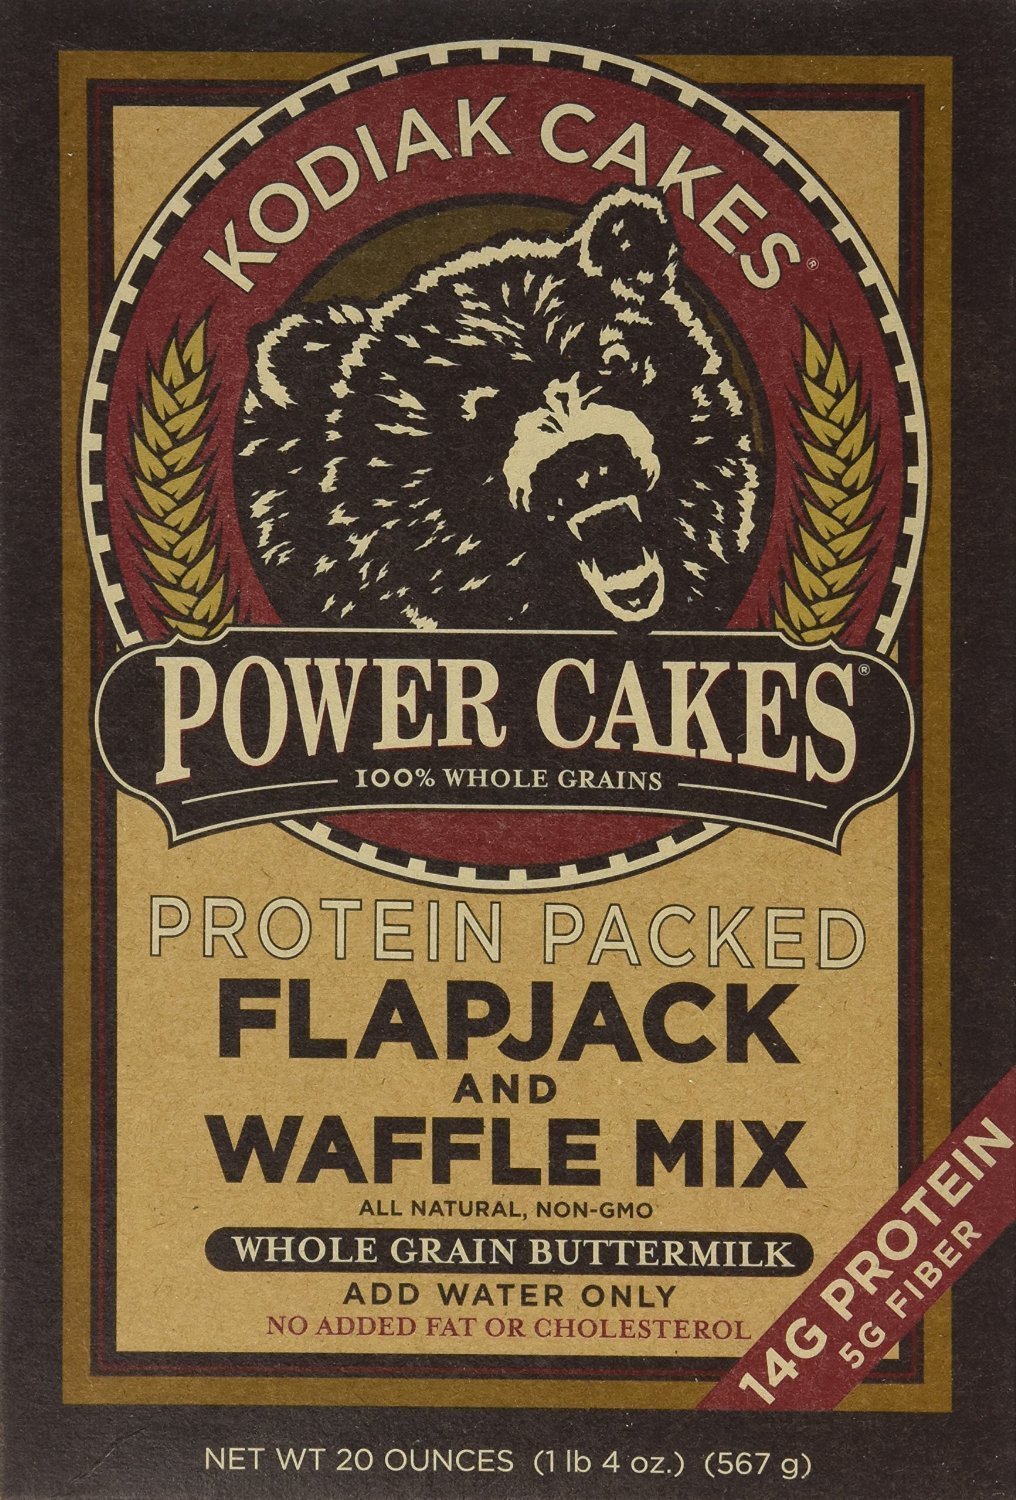 KODIAK CAKES®
POWER CAKES®
100% WHOLE GRAINS
PROTEIN PACKED
FLAPJACK
AND
WAFFLE MIX
ALL NATURAL, NON-GMO
WHOLE GRAIN BUTTERMILK
ADD WATER ONLY
NO ADDED FAT OR CHOLESTEROL
14G PROTEIN
5G FIBER
NET WT 20 OUNCES (1 lb 4 oz.) (567 g)